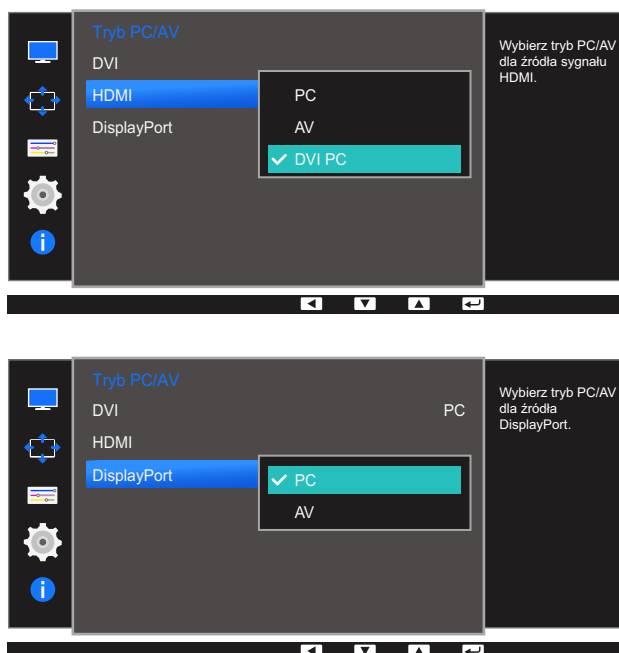 Tryb PC/AV
DVI
HDMI
DisplayPort
PC
AV
DVI PC
Wybierz tryb PC/AV
dla źródła sygnału
HDMI.
Tryb PC/AV
DVI PC
HDMI
DisplayPort
PC
AV
Wybierz tryb PC/AV
dla źródła
DisplayPort.